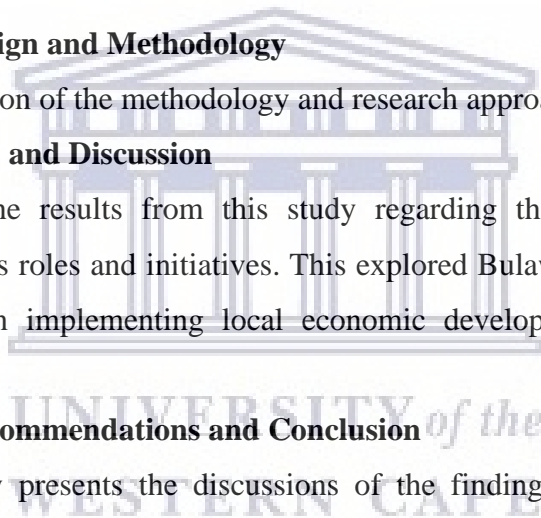 ign and Methodology
on of the methodology and research approa
and Discussion
ne results from this study regarding th
s roles and initiatives. This explored Bulaw
n implementing local economic develop
UNIVERSITY of the
commendations and Conclusion
y presents the discussions of the finding
WESTERN CAPE